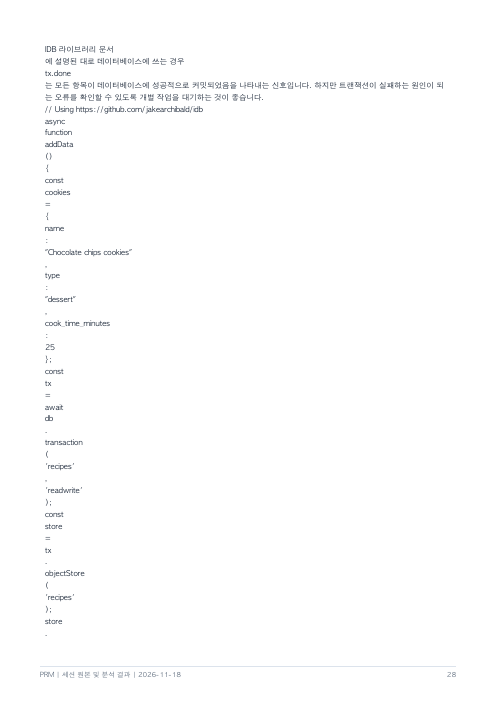 IDB 라이브러리 문서
에 설명된 대로 데이터베이스에 쓰는 경우
tx.done
는 모든 항목이 데이터베이스에 성공적으로 커밋되었음을 나타내는 신호입니다. 하지만 트랜잭션이 실패하는 원인이 되
는 오류를 확인할 수 있도록 개별 작업을 대기하는 것이 좋습니다.
// Using https://github.com/jakearchibald/idb
async
function
addData
()
{
const
cookies
=
{
name
:
"Chocolate chips cookies"
,
type
:
"dessert"
,
cook_time_minutes
:
25
};
const
tx
=
await
db
.
transaction
(
'recipes'
,
'readwrite'
);
const
store
=
tx
.
objectStore
(
'recipes'
);
store
.
PRM | 세션 원본 및 분석 결과 | 2026-11-18
28